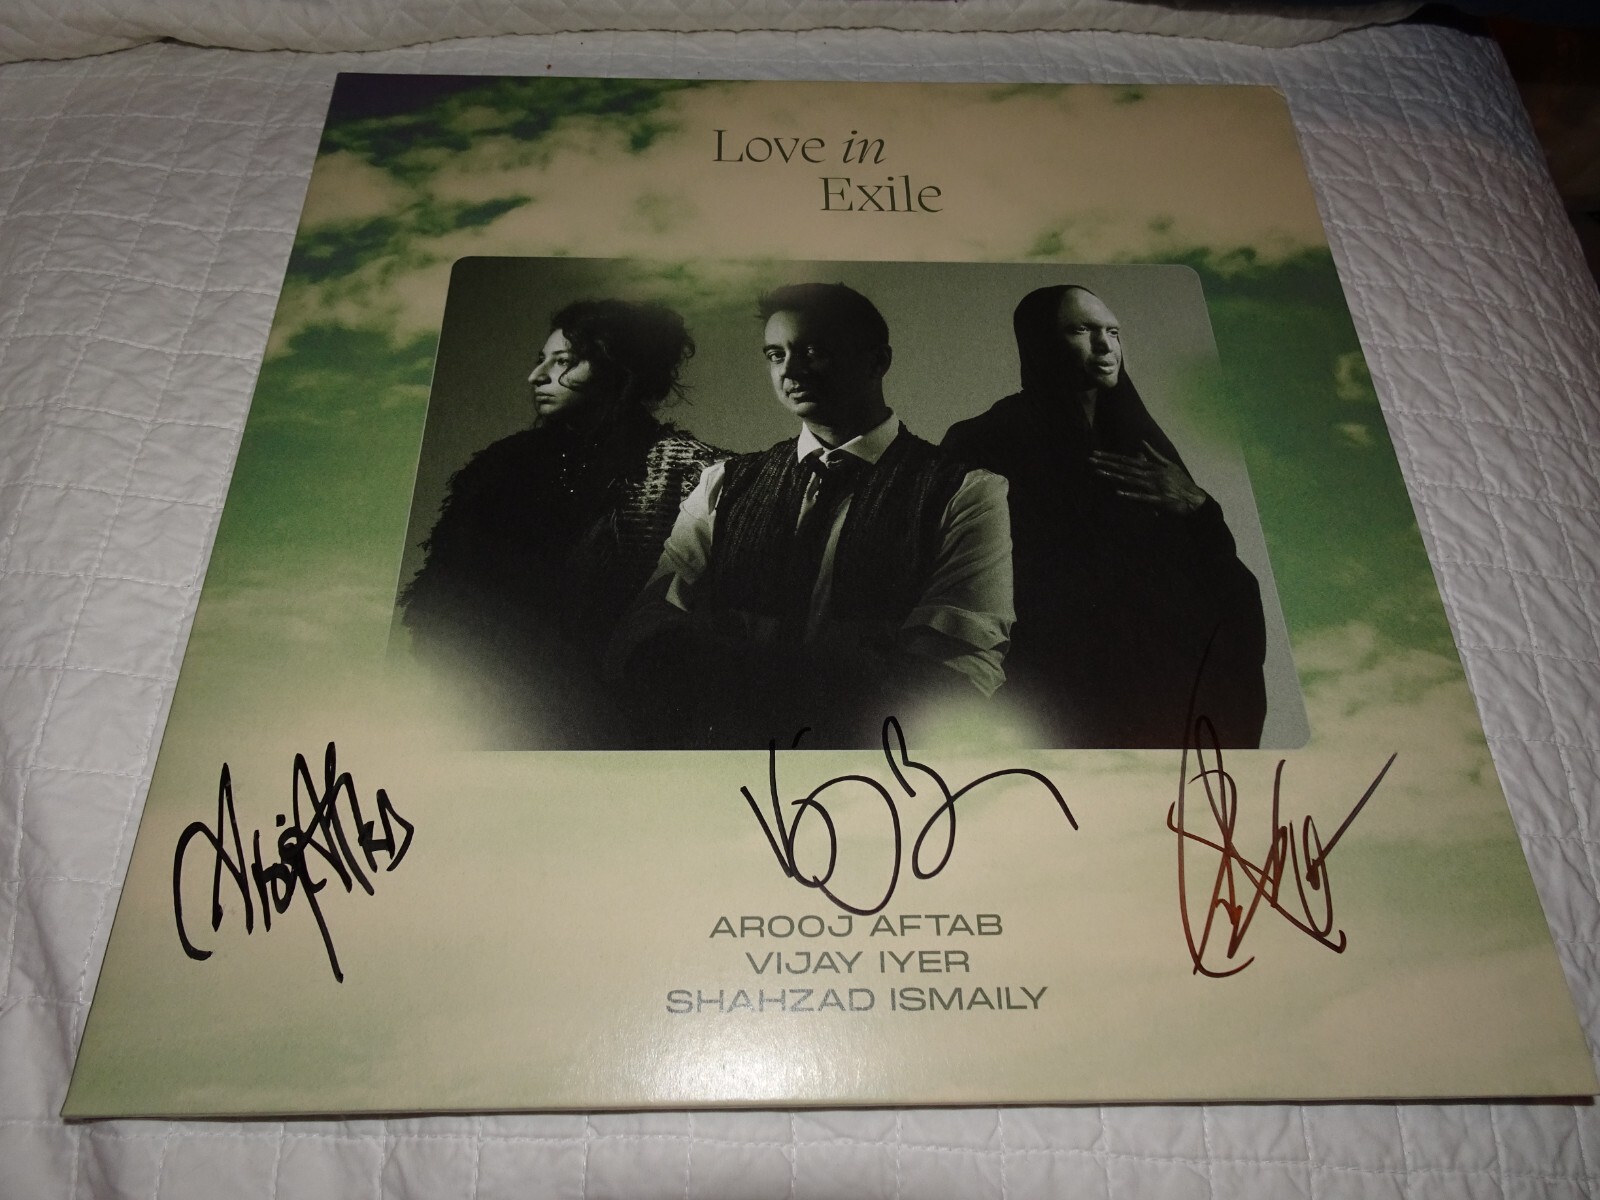 Love in
Exile
AROOJ AFTAB
VIJAY IYER
SHAHZAD ISMAILY